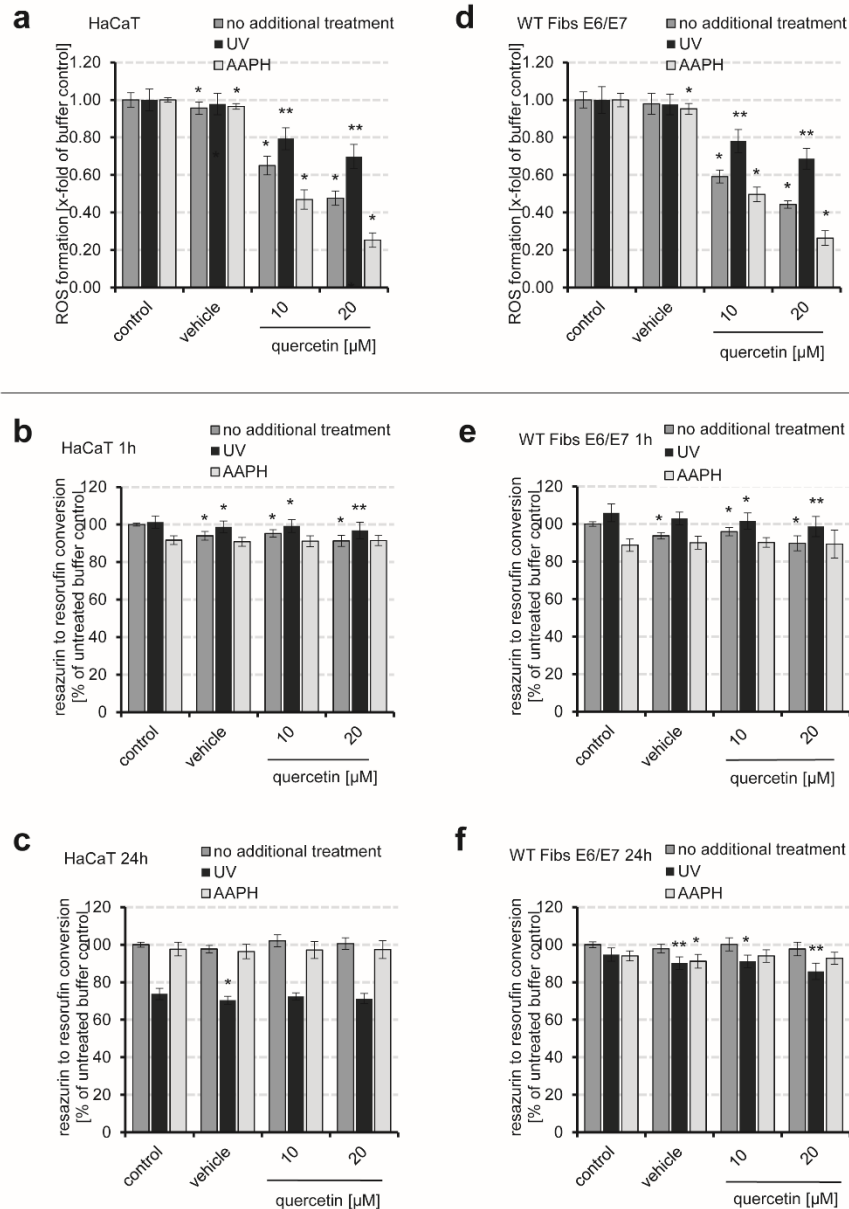 a
HaCaT
no additional treatment
UV
AAPH
ROS formation [x-fold of buffer control]
1.20
1.00
0.80
0.60
0.40
0.20
0.00
* *
* ** *
* ** *
*
control
vehicle
10
20
quercetin [µM]
d
WT Fibs E6/E7
no additional treatment
UV
AAPH
ROS formation [x-fold of buffer control]
1.20
1.00
0.80
0.60
0.40
0.20
0.00
*
* ** *
* ** *
control
vehicle
10
20
quercetin [µM]
b
HaCaT 1h
no additional treatment
UV
AAPH
resazurin to resorufin conversion
[% of untreated buffer control]
120
100
80
60
40
20
0
* *
* *
* **
control
vehicle
10
20
quercetin [µM]
e
WT Fibs E6/E7 1h
no additional treatment
UV
AAPH
resazurin to resorufin conversion
[% of untreated buffer control]
120
100
80
60
40
20
0
*
* *
* **
control
vehicle
10
20
quercetin [µM]
c
HaCaT 24h
no additional treatment
UV
AAPH
resazurin to resorufin conversion
[% of untreated buffer control]
120
100
80
60
40
20
0
*
control
vehicle
10
20
quercetin [µM]
f
WT Fibs E6/E7 24h
no additional treatment
UV
AAPH
resazurin to resorufin conversion
[% of untreated buffer control]
120
100
80
60
40
20
0
** *
*
**
control
vehicle
10
20
quercetin [µM]